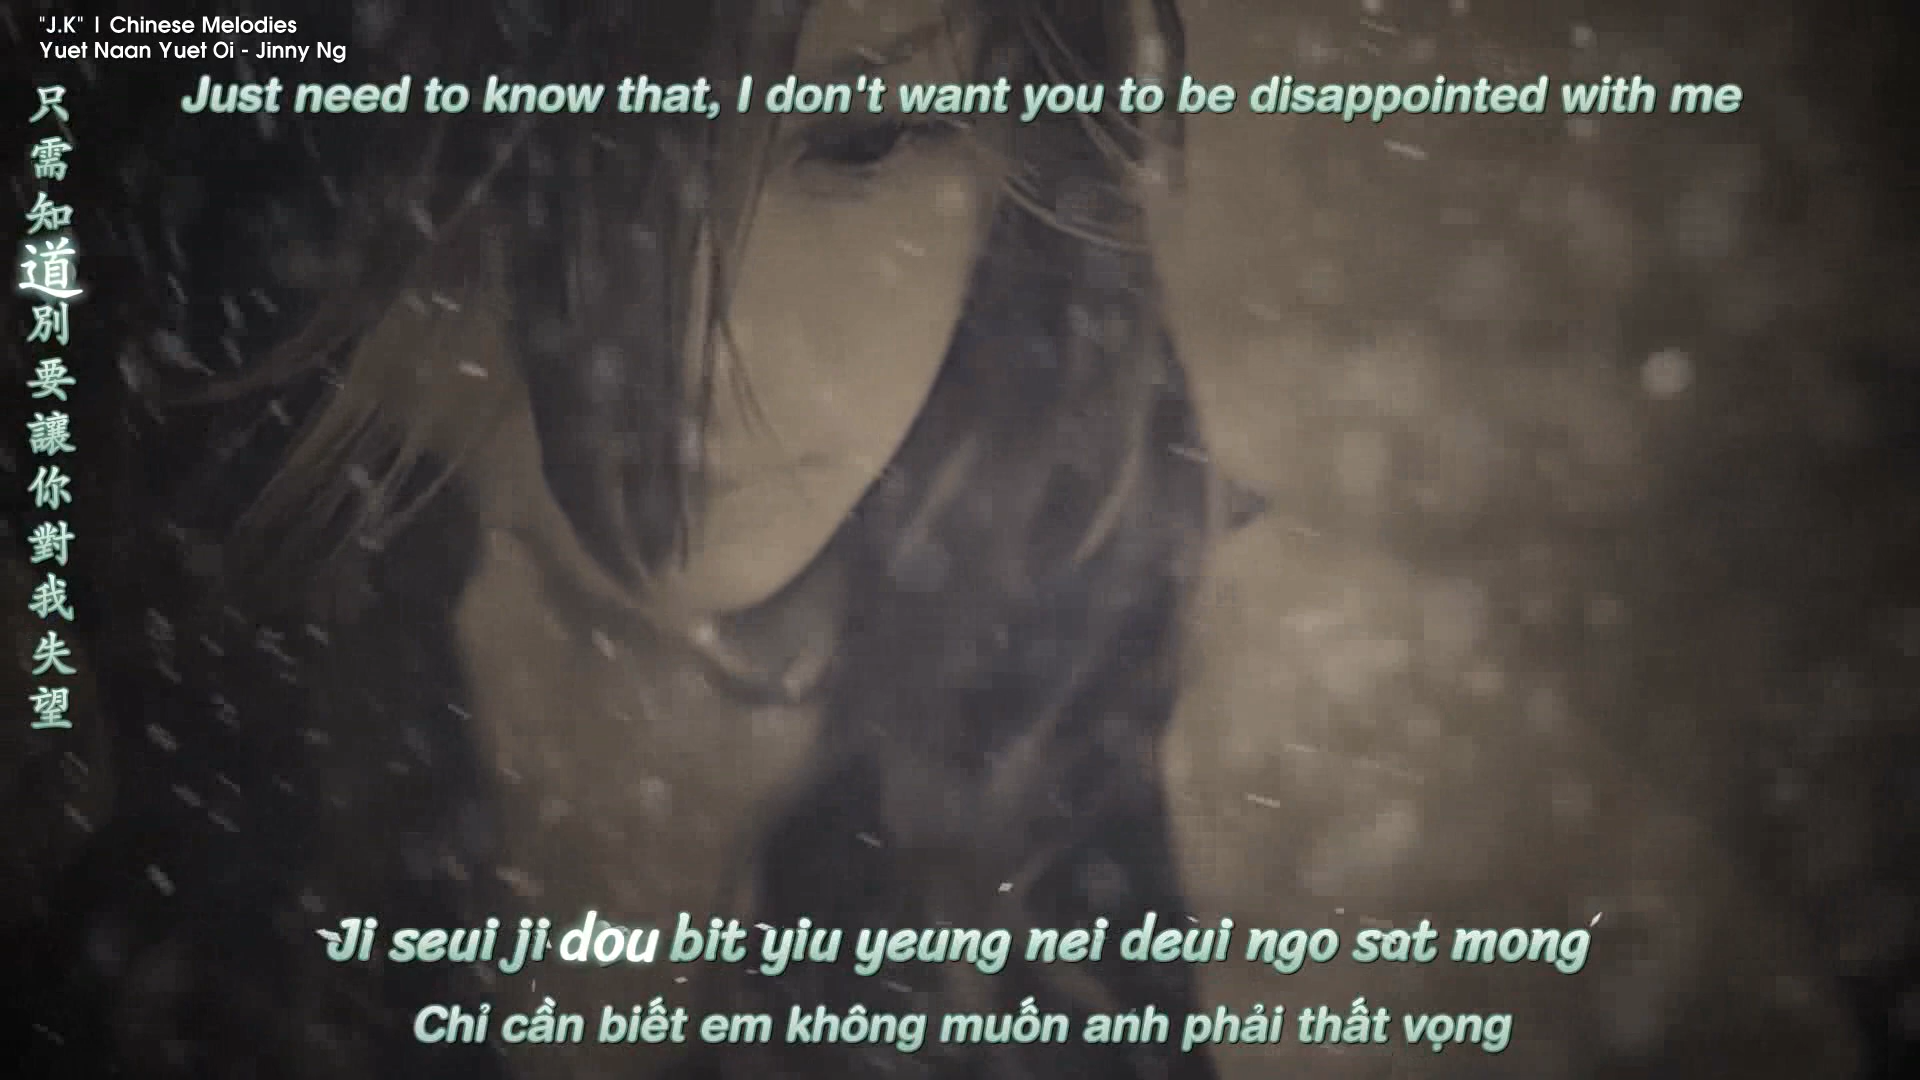 "J.K" | Chinese Melodies
Yuet Naan Yuet Oi - Jinny Ng
Just need to know that, I don't want you to be disappointed with me
只需知道別要讓你對我失望
Ji seui ji dou bit yiu yeung nei deui ngo sat mong
Chỉ cần biết em không muốn anh phải thất vọng